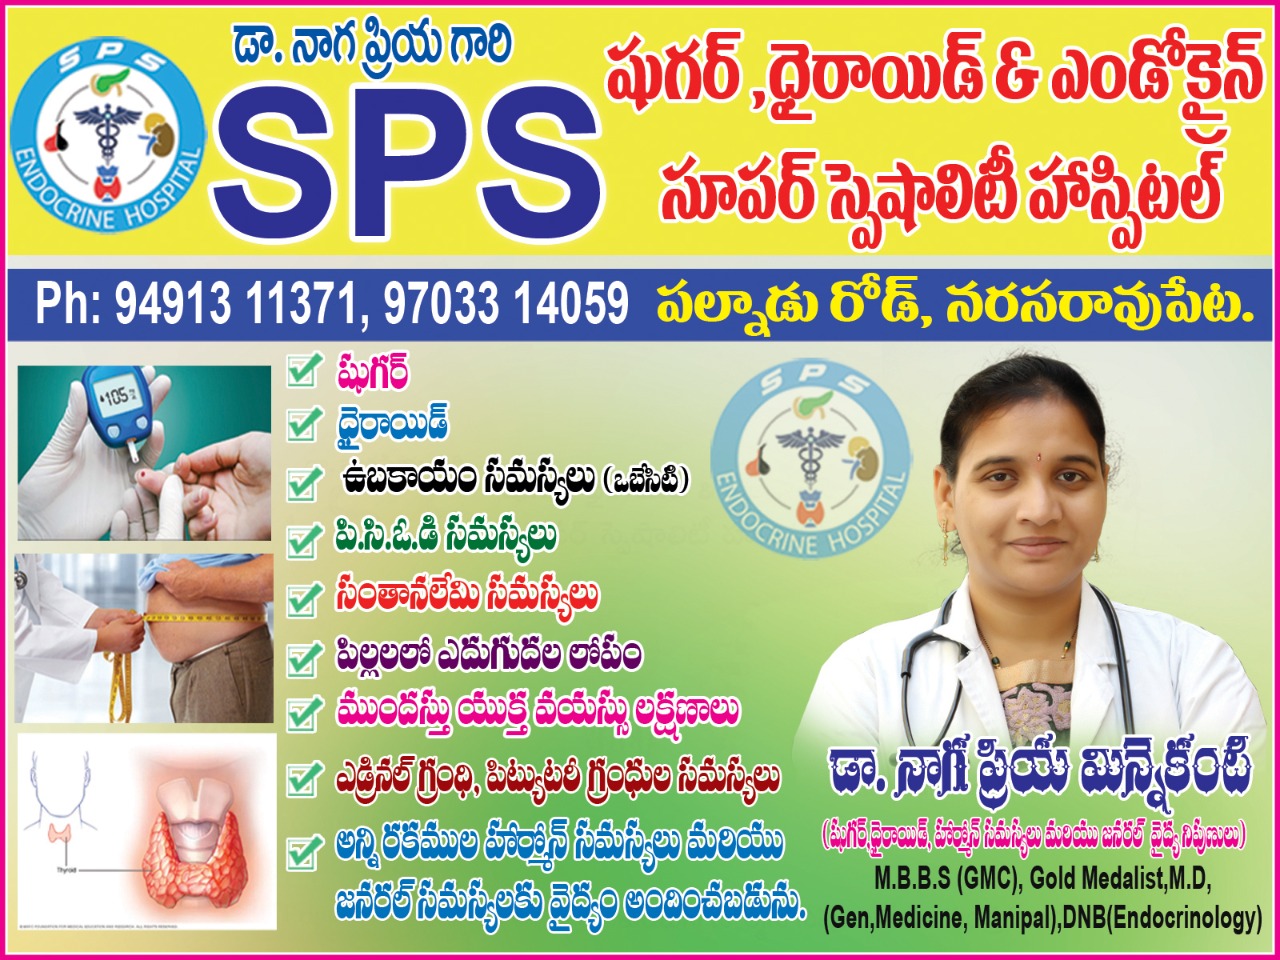 డా. నాగ ప్రియ గారి
SPS
షుగర్ ,థైరాయిడ్ & ఎండోక్రైన్
సూపర్ స్పెషాలిటీ హాస్పిటల్
SPS
ENDOCRINE HOSPITAL
Ph: 94913 11371, 97033 14059 పల్నాడు రోడ్, నరసరావుపేట.
షుగర్
థైరాయిడ్
ఉబకాయం సమస్యలు (ఒబేసిటి)
పి.సి.ఓ.డి సమస్యలు
సంతానలేమి సమస్యలు
పిల్లలలో ఎదుగుదల లోపం
ముందస్తు యుక్త వయస్సు లక్షణాలు
ఎడ్రినల్ గ్రంధి, పిట్యుటరీ గ్రంధుల సమస్యలు
అన్ని రకముల హార్మోన్ సమస్యలు మరియు
జనరల్ సమస్యలకు వైద్యం అందించబడును.
105
Thyroid
SPS
ENDOCRINE HOSPITAL
డా. నాగ ప్రియ మిన్నెకంటి
(షుగర్,థైరాయిడ్, హార్మోన్ సమస్యలు మరియు జనరల్ వైద్య నిపుణులు)
M.B.B.S (GMC), Gold Medalist,M.D,
(Gen,Medicine, Manipal),DNB(Endocrinology)